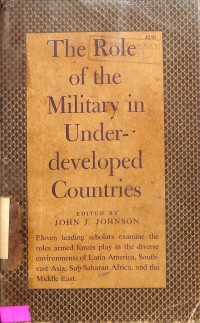 $2.95
The Role
of the
Military in
Under-
developed
Countries
EDITED BY
JOHN J. JOHNSON
Eleven leading scholars examine the
roles armed forces play in the diverse
environments of Latin America, South-
east Asia, Sub-Saharan Africa, and the
Middle East.